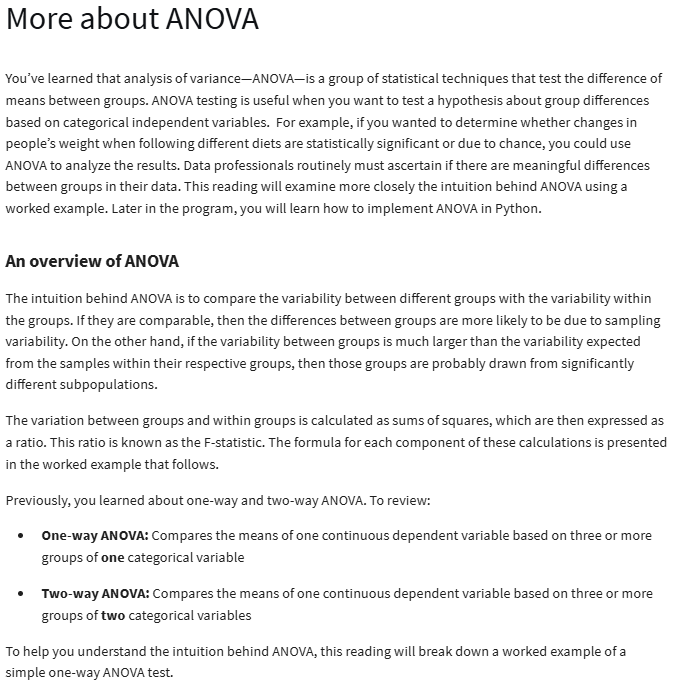 More about ANOVA
You’ve learned that analysis of variance—ANOVA—is a group of statistical techniques that test the difference of
means between groups. ANOVA testing is useful when you want to test a hypothesis about group differences
based on categorical independent variables.  For example, if you wanted to determine whether changes in
people’s weight when following different diets are statistically significant or due to chance, you could use
ANOVA to analyze the results. Data professionals routinely must ascertain if there are meaningful differences
between groups in their data. This reading will examine more closely the intuition behind ANOVA using a
worked example. Later in the program, you will learn how to implement ANOVA in Python.
An overview of ANOVA
The intuition behind ANOVA is to compare the variability between different groups with the variability within
the groups. If they are comparable, then the differences between groups are more likely to be due to sampling
variability. On the other hand, if the variability between groups is much larger than the variability expected
from the samples within their respective groups, then those groups are probably drawn from significantly
different subpopulations.
The variation between groups and within groups is calculated as sums of squares, which are then expressed as
a ratio. This ratio is known as the F-statistic. The formula for each component of these calculations is presented
in the worked example that follows.
Previously, you learned about one-way and two-way ANOVA. To review:
• One-way ANOVA: Compares the means of one continuous dependent variable based on three or more
groups of one categorical variable
• Two-way ANOVA: Compares the means of one continuous dependent variable based on three or more
groups of two categorical variables
To help you understand the intuition behind ANOVA, this reading will break down a worked example of a
simple one-way ANOVA test.